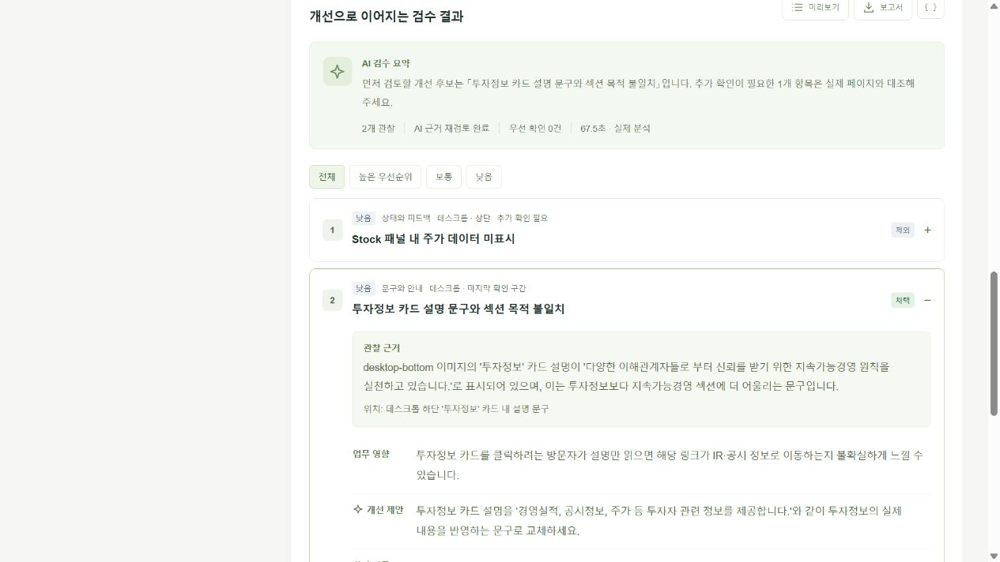 개선으로 이어지는 검수 결과
미리보기
보고서
{ }
AI 검수 요약
먼저 검토할 개선 후보는 「투자정보 카드 설명 문구와 섹션 목적 불일치」입니다. 추가 확인이 필요한 1개 항목은 실제 페이지와 대조해
주세요.
2개 관찰 AI 근거 재검토 완료 우선 확인 0건 67.5초 · 실제 분석
전체 높은 우선순위 보통 낮음
낮음 상태와 피드백 데스크톱 · 상단 추가 확인 필요
1 Stock 패널 내 주가 데이터 미표시 제외 +
낮음 문구와 안내 데스크톱 · 마지막 확인 구간
2 투자정보 카드 설명 문구와 섹션 목적 불일치 채택 −
관찰 근거
desktop-bottom 이미지의 '투자정보' 카드 설명이 '다양한 이해관계자들로 부터 신뢰를 받기 위한 지속가능경영 원칙을
실천하고 있습니다.'로 표시되어 있으며, 이는 투자정보보다 지속가능경영 섹션에 더 어울리는 문구입니다.
위치: 데스크톱 하단 '투자정보' 카드 내 설명 문구
업무 영향 투자정보 카드를 클릭하려는 방문자가 설명만 읽으면 해당 링크가 IR·공시 정보로 이동하는지 불확실하게 느낄 수
있습니다.
개선 제안 투자정보 카드 설명을 '경영실적, 공시정보, 주가 등 투자자 관련 정보를 제공합니다.'와 같이 투자정보의 실제
내용을 반영하는 문구로 교체하세요.